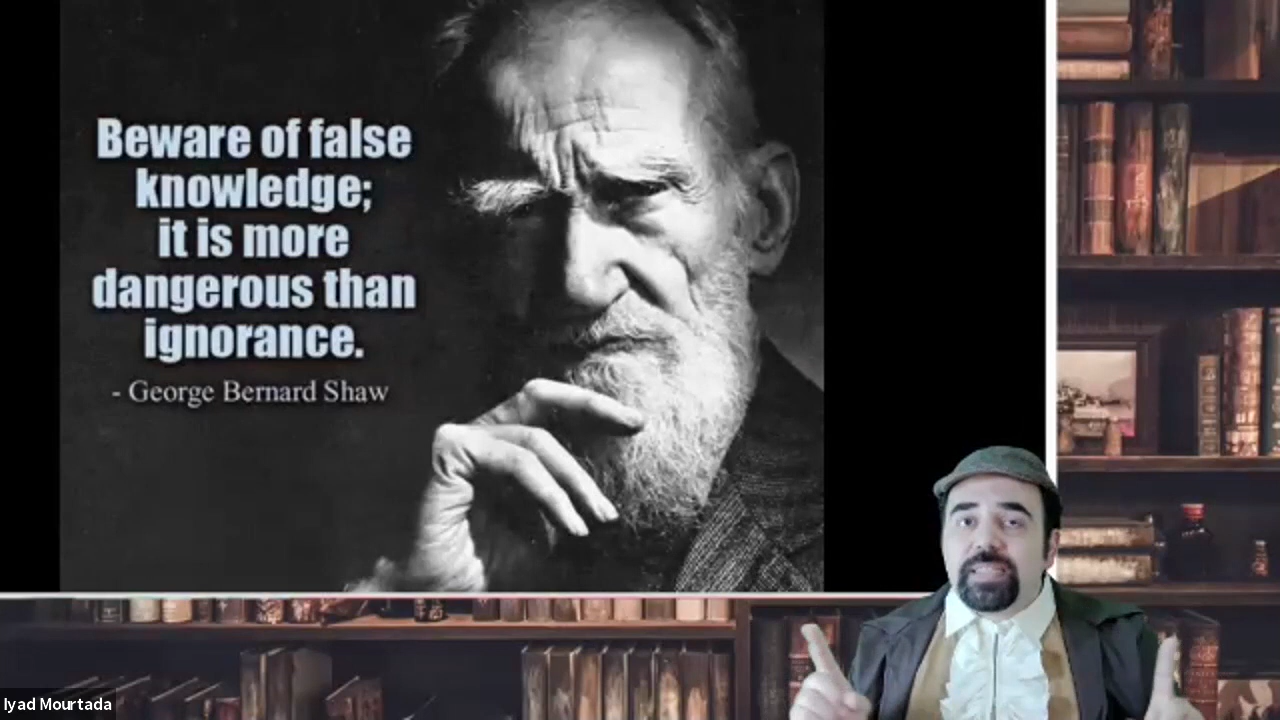 Beware of false
knowledge;
it is more
dangerous than
ignorance.
- George Bernard Shaw
Iyad Mourtada